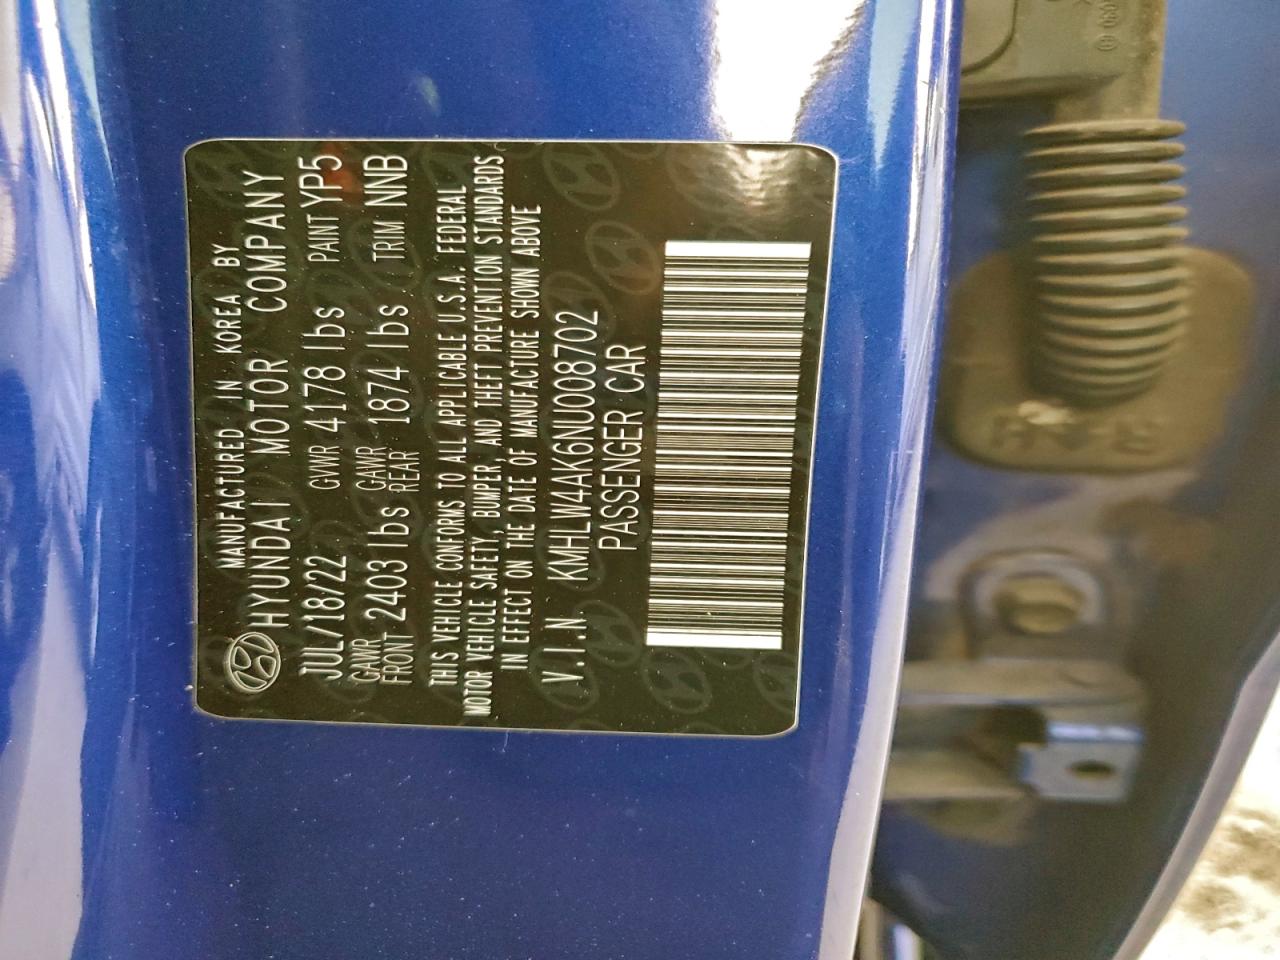 MANUFACTURED IN KOREA BY
HYUNDAI MOTOR COMPANY
JUL/18/22 GVWR 4178 lbs PAINT YP5
GAWR FRONT 2403 lbs GAWR REAR 1874 lbs TRIM NNB
THIS VEHICLE CONFORMS TO ALL APPLICABLE U.S.A. FEDERAL
MOTOR VEHICLE SAFETY, BUMPER, AND THEFT PREVENTION STANDARDS
IN EFFECT ON THE DATE OF MANUFACTURE SHOWN ABOVE
V.I.N. KMHLW4AK6NU008702
PASSENGER CAR